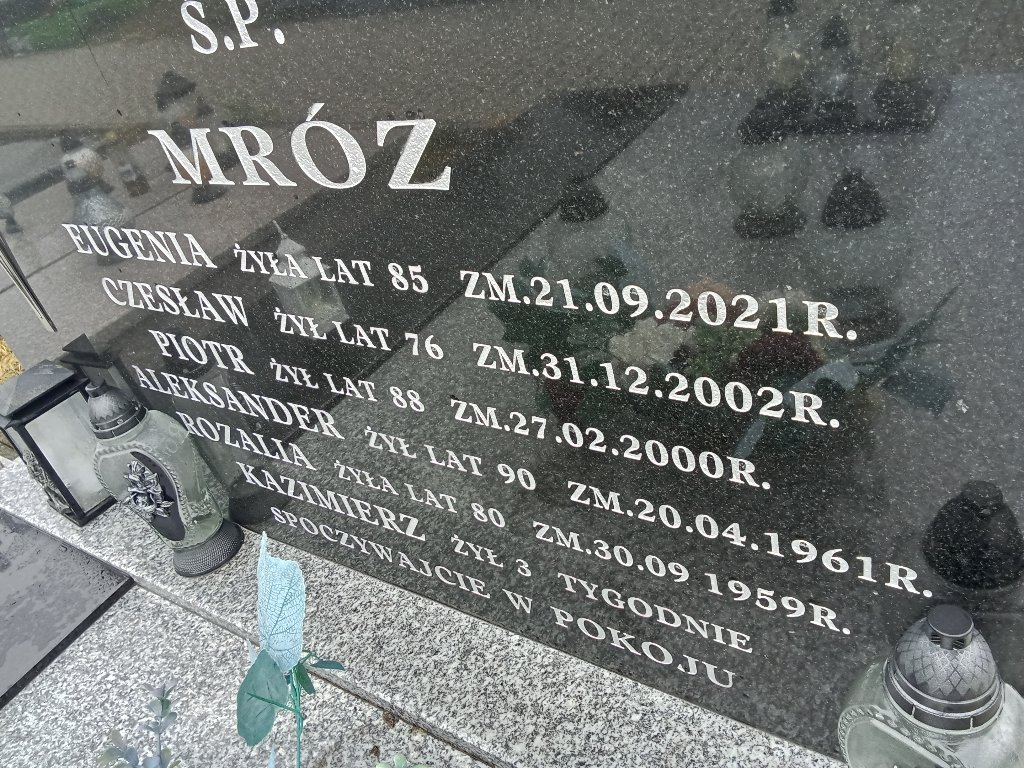 Ś.P.
MRÓZ
EUGENIA ŻYŁA LAT 85 ZM.21.09.2021R.
CZESŁAW ŻYŁ LAT 76 ZM.31.12.2002R.
PIOTR ŻYŁ LAT 88 ZM.27.02.2000R.
ALEKSANDER ŻYŁ LAT 90 ZM.20.04.1961R.
ROZALIA ŻYŁA LAT 80 ZM.30.09 1959R.
KAZIMIERZ ŻYŁ 3 TYGODNIE
SPOCZYWAJCIE W POKOJU